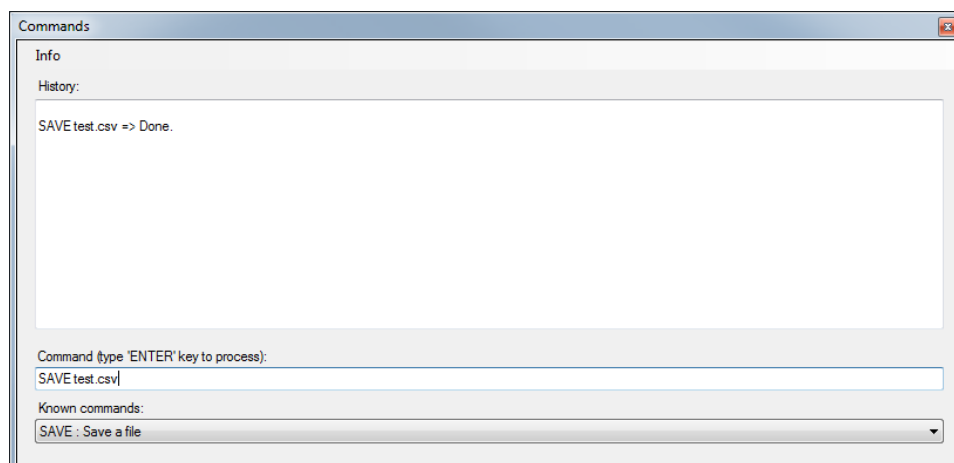 Commands
Info
History:
SAVE test.csv => Done.
Command (type 'ENTER' key to process):
SAVE test.csv
Known commands:
SAVE : Save a file